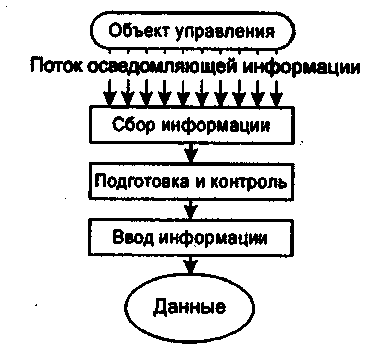 Объект управления
Поток осведомляющей информации
Сбор информации
Подготовка и контроль
Ввод информации
Данные